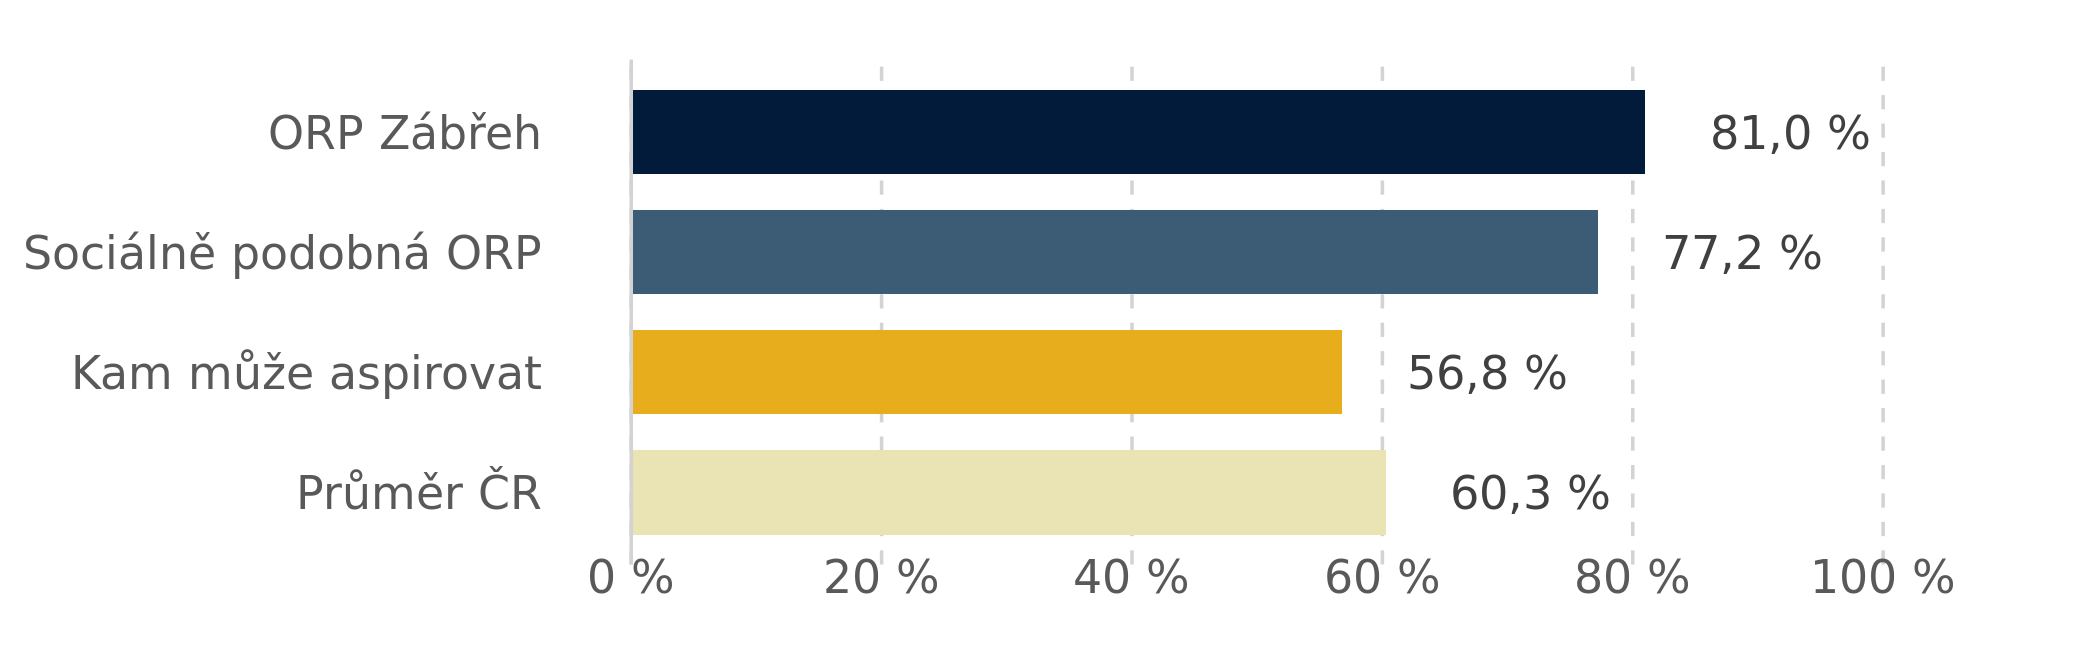 ORP Zábřeh 81,0 %
Sociálně podobná ORP 77,2 %
Kam může aspirovat 56,8 %
Průměr ČR 60,3 %
0 % 20 % 40 % 60 % 80 % 100 %